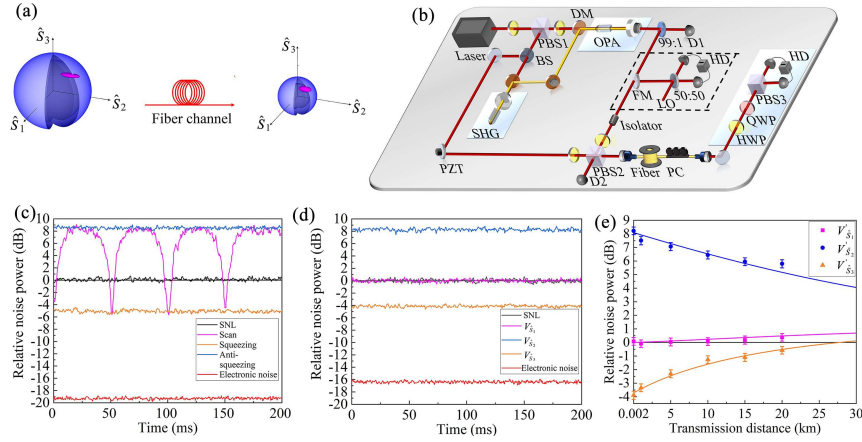 (a)
Ŝ3
Ŝ2
Ŝ1
Fiber channel
Ŝ3
Ŝ2
Ŝ1
(b)
Laser
PBS1
DM
OPA
99:1
D1
BS
HD
FM
LO
50:50
HD
PBS3
QWP
HWP
SHG
Isolator
PZT
PBS2
D2
Fiber
PC
(c)
Relative noise power (dB)
10
8
6
4
2
0
-2
-4
-6
-8
-10
-12
-14
-16
-18
-20
0
50
100
150
200
Time (ms)
SNL
Scan
Squeezing
Anti-
squeezing
Electronic noise
(d)
Relative noise power (dB)
10
8
6
4
2
0
-2
-4
-6
-8
-10
-12
-14
-16
-18
-20
0
50
100
150
200
Time (ms)
SNL
VŜ1
VŜ2
VŜ3
Electronic noise
(e)
Relative noise power (dB)
9
8
7
6
5
4
3
2
1
0
-1
-2
-3
-4
0.002
5
10
15
20
25
30
Transmission distance (km)
V'Ŝ1
V'Ŝ2
V'Ŝ3